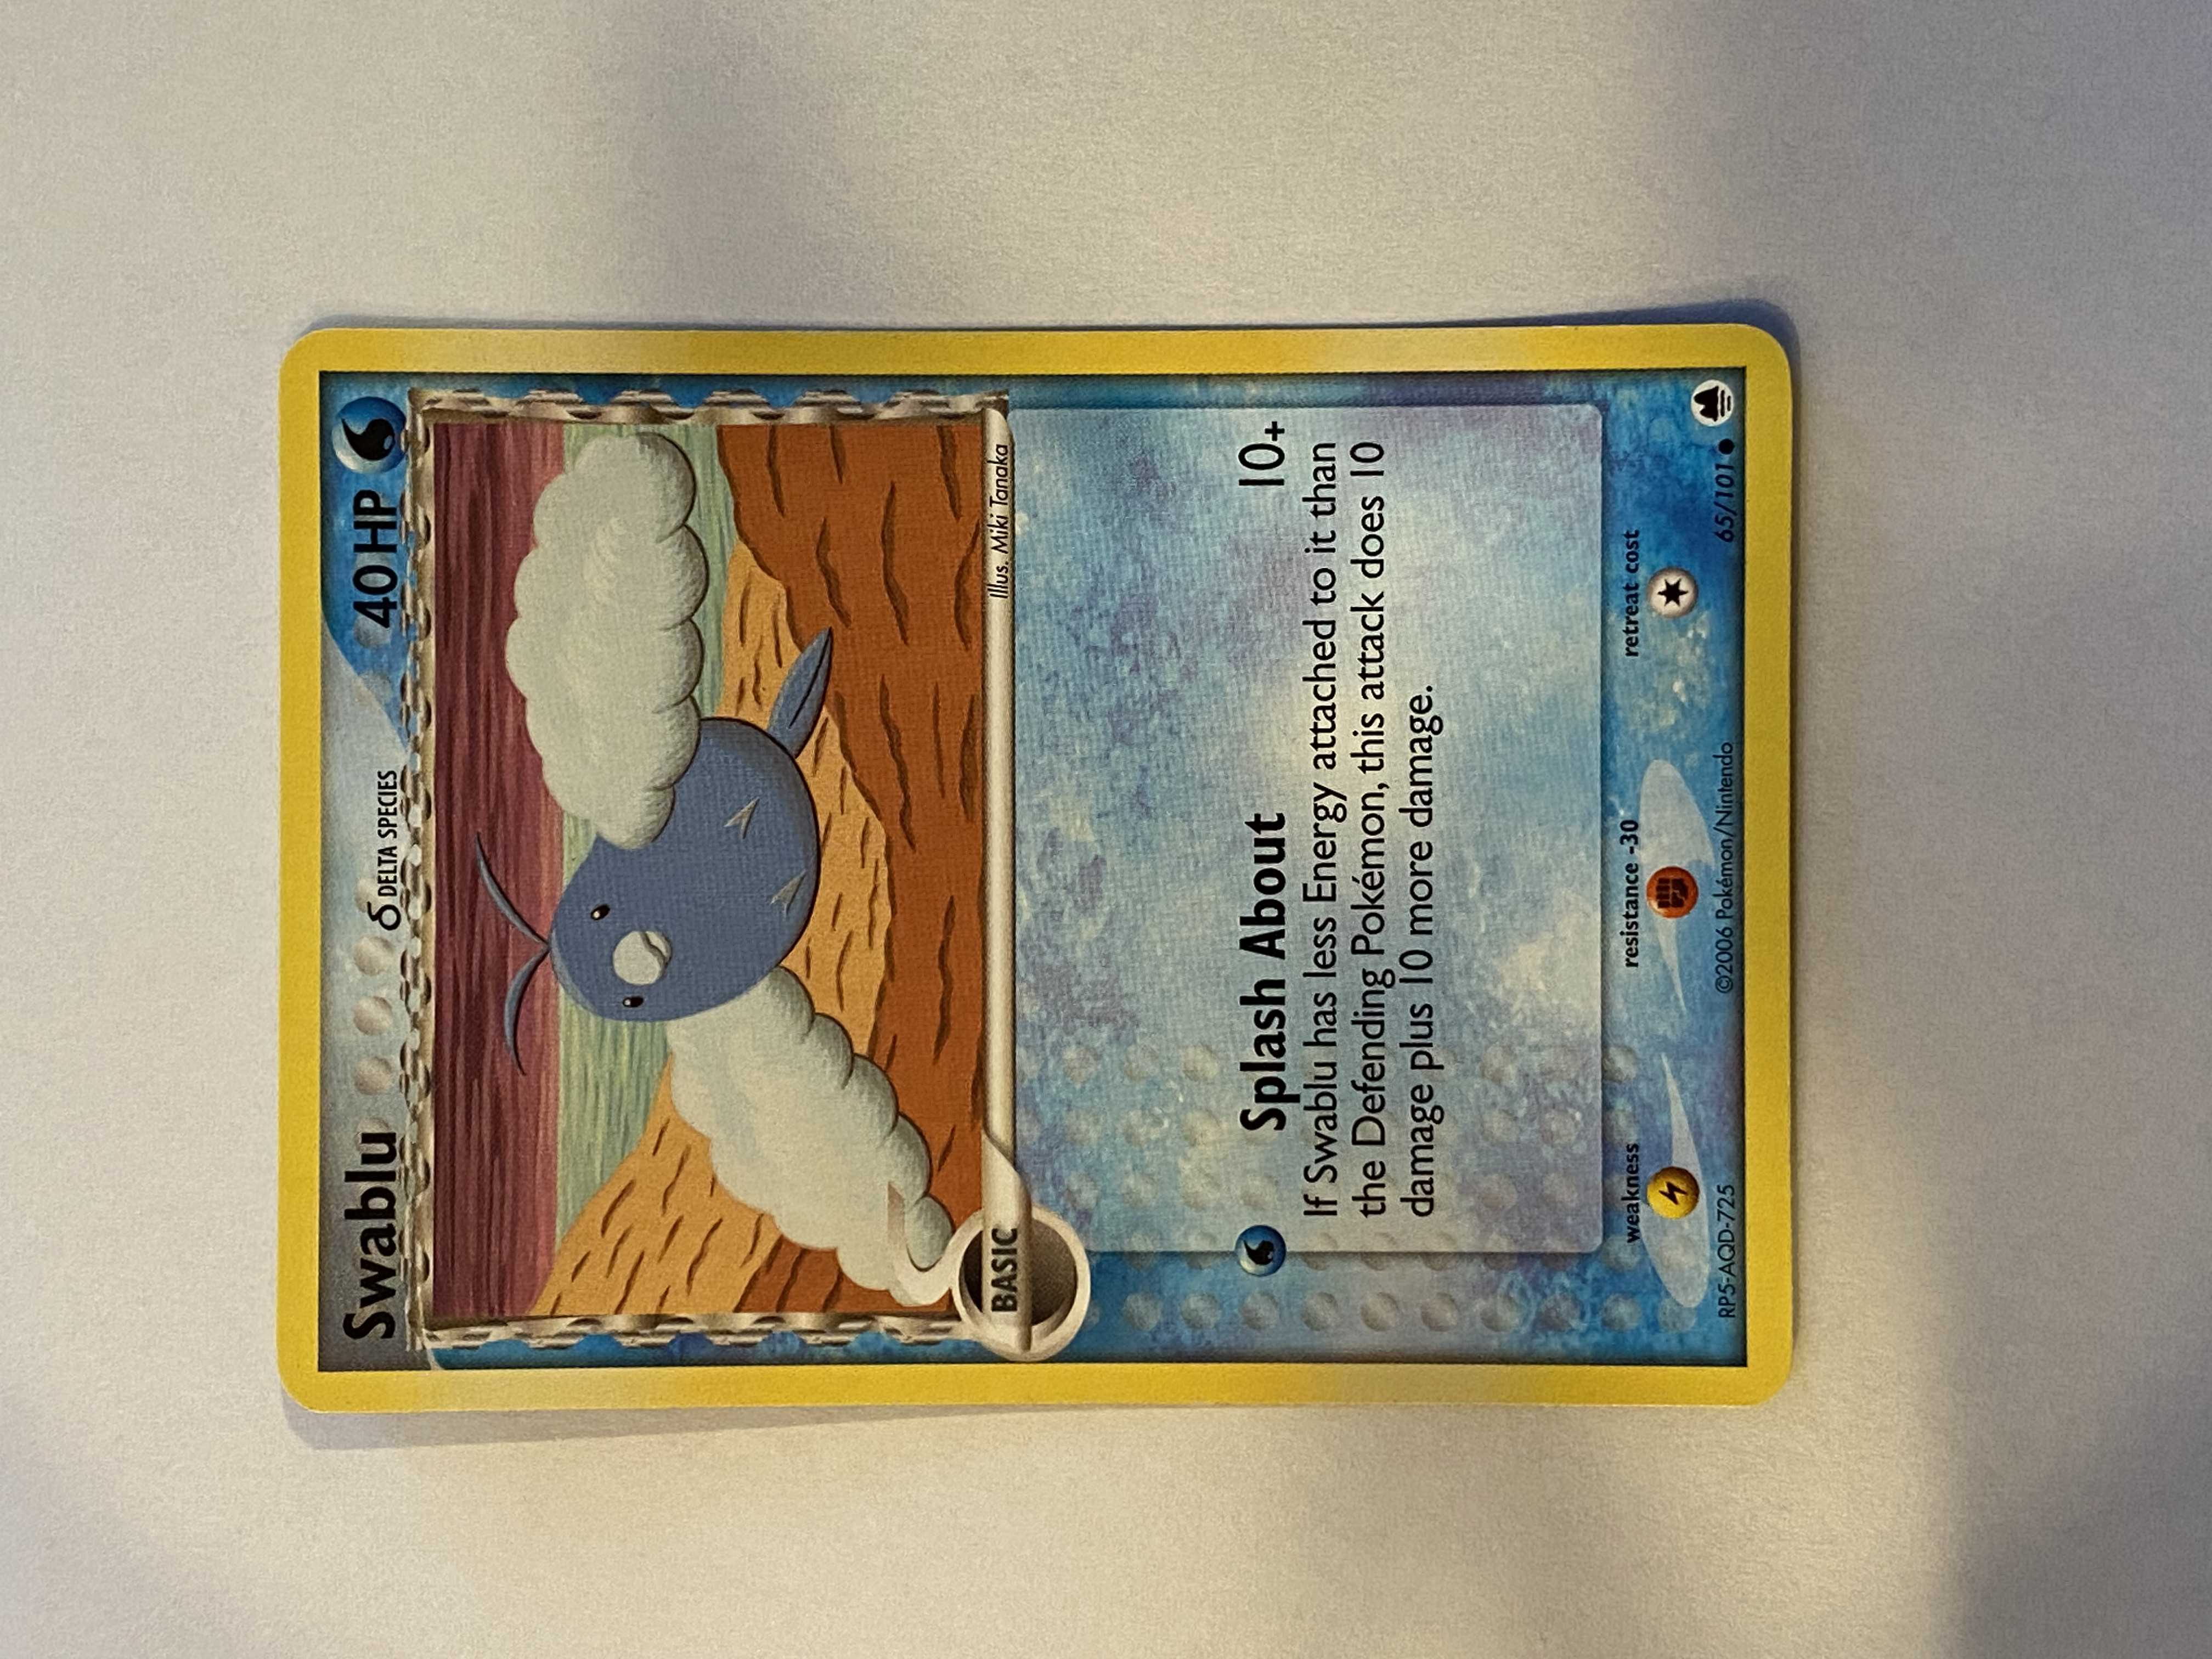 Swablu δ DELTA SPECIES 40 HP
BASIC
Illus. Miki Tanaka
Splash About 10+
If Swablu has less Energy attached to it than
the Defending Pokémon, this attack does 10
damage plus 10 more damage.
weakness resistance -30 retreat cost
RP5-AQD-725 ©2006 Pokémon/Nintendo 65/101